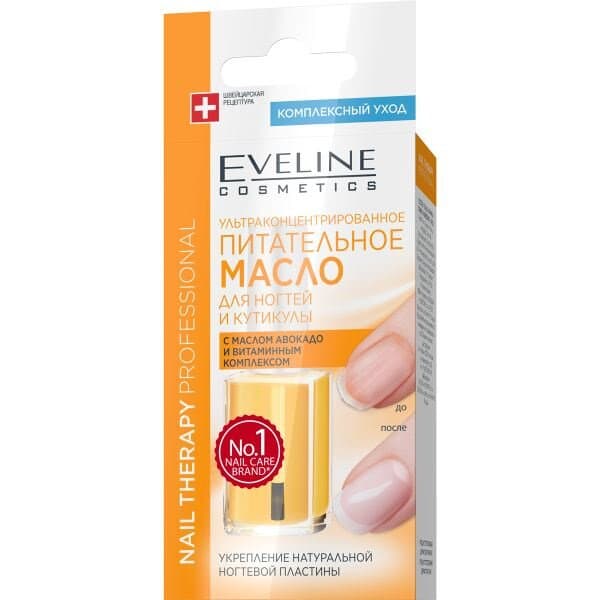 ШВЕЙЦАРСКАЯ
РЕЦЕПТУРА
КОМПЛЕКСНЫЙ УХОД
EVELINE
COSMETICS
УЛЬТРАКОНЦЕНТРИРОВАННОЕ
ПИТАТЕЛЬНОЕ
МАСЛО
ДЛЯ НОГТЕЙ
И КУТИКУЛЫ
С МАСЛОМ АВОКАДО
И ВИТАМИННЫМ
КОМПЛЕКСОМ
до
после
No.1
NAIL CARE
BRAND*
NAIL THERAPY PROFESSIONAL
УКРЕПЛЕНИЕ НАТУРАЛЬНОЙ
НОГТЕВОЙ ПЛАСТИНЫ